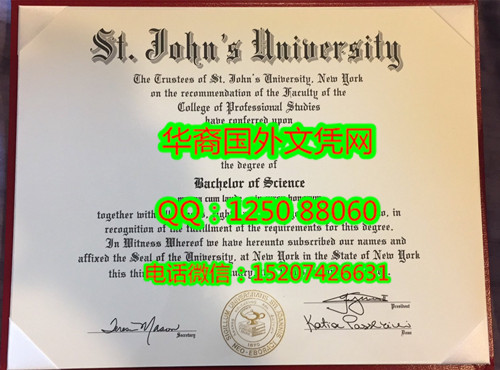 St. John's University
The Trustees of St. John's University, New York
on the recommendation of the Faculty of the
College of Professional Studies
have conferred upon
华裔国外文凭网
the degree of
Bachelor of Science
cum
QQ：1250 88060
together with
recognition of the fulfillment of the requirements for this degree.
In Witness Whereof we have hereunto subscribed our names and
affixed the Seal of the University, at New York in the State of New York
this
电话微信：15207426631
President
Secretary
Dean